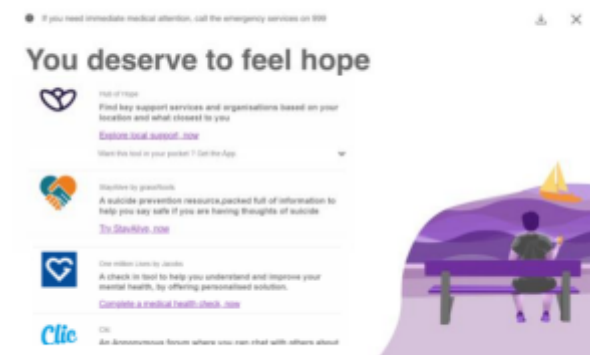 If you need immediate medical attention, call the emergency services on 999
You deserve to feel hope
Hub of Hope
Find key support services and organisations based on your
location and what closest to you
Explore local support, now
Want this tool in your pocket ? Get the App
StayAlive by grassroots
A suicide prevention resource,packed full of information to
help you say safe if you are having thoughts of suicide
Try StayAlive, now
One million Lives by Jacobs
A check in tool to help you understand and improve your
mental health, by offering personalised solution.
Complete a medical health check, now
Clic
Clic
An Annonymous forum where you can chat with others about